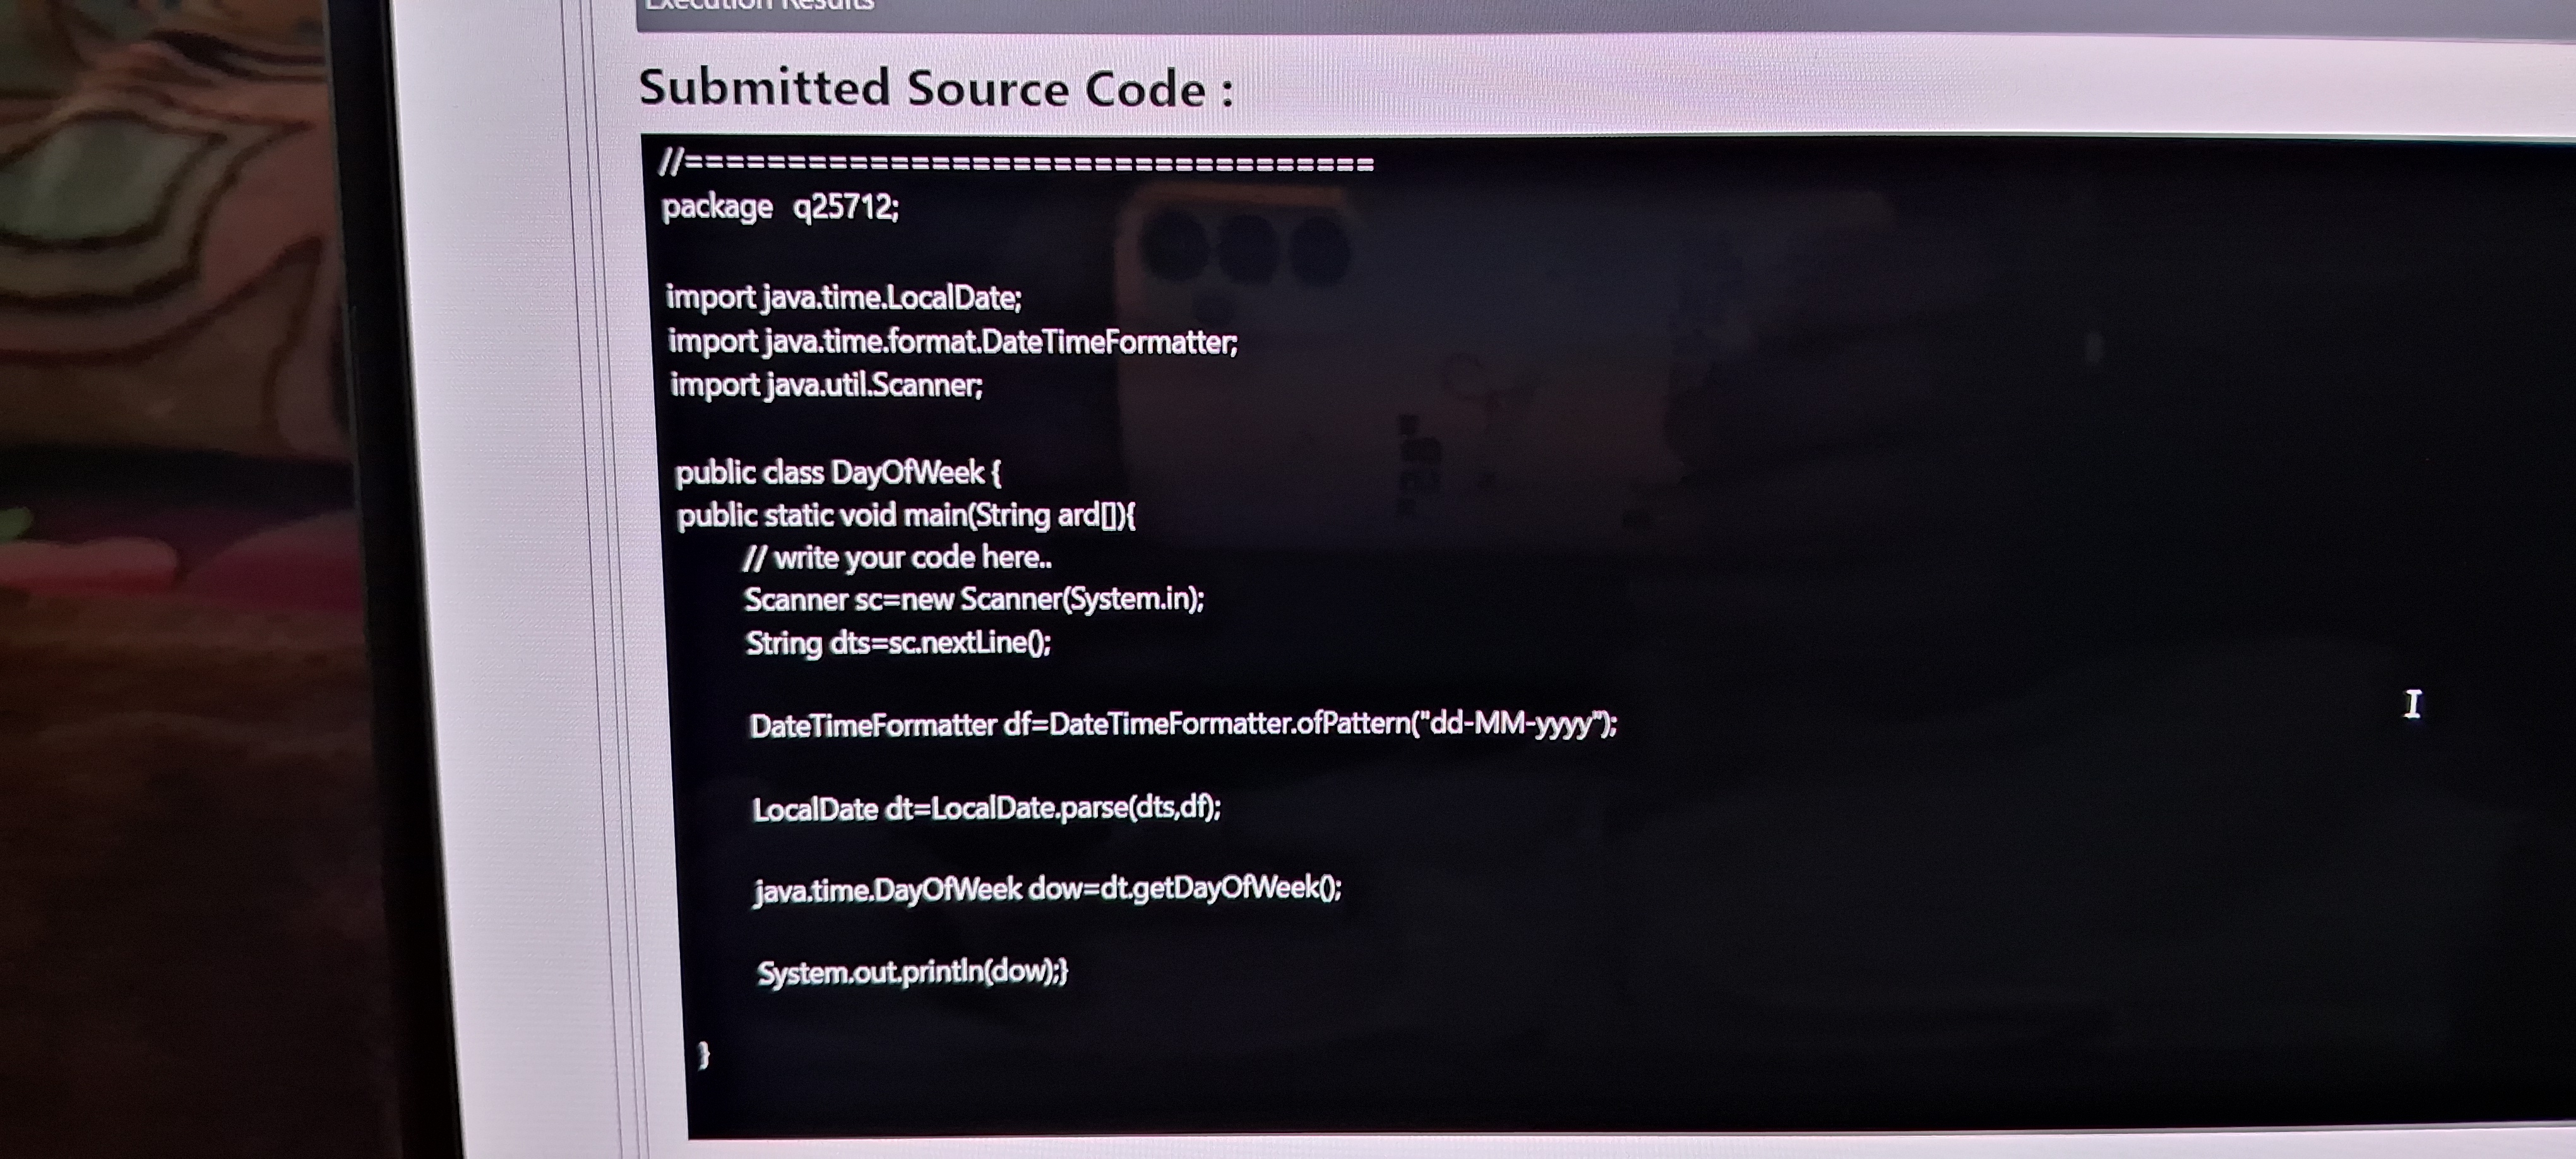 Execution Results
Submitted Source Code :
//==================================
package q25712;
import java.time.LocalDate;
import java.time.format.DateTimeFormatter;
import java.util.Scanner;
public class DayOfWeek {
public static void main(String ard[]){
// write your code here..
Scanner sc=new Scanner(System.in);
String dts=sc.nextLine();
DateTimeFormatter df=DateTimeFormatter.ofPattern("dd-MM-yyyy");
LocalDate dt=LocalDate.parse(dts,df);
java.time.DayOfWeek dow=dt.getDayOfWeek();
System.out.println(dow);}
}